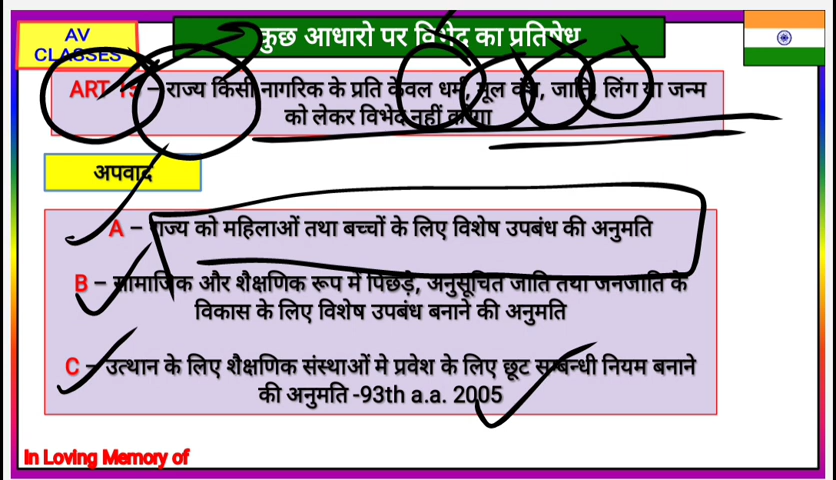 AV
CLASSES
कुछ आधारो पर विभेद का प्रतिषेध
ART 15 – राज्य किसी नागरिक के प्रति केवल धर्म, मूल वंश, जाति, लिंग या जन्म
को लेकर विभेद नहीं करेगा
अपवाद
A – राज्य को महिलाओं तथा बच्चों के लिए विशेष उपबंध की अनुमति
B – सामाजिक और शैक्षणिक रूप में पिछड़े, अनुसूचित जाति तथा जनजाति के
विकास के लिए विशेष उपबंध बनाने की अनुमति
C – उत्थान के लिए शैक्षणिक संस्थाओं मे प्रवेश के लिए छूट सम्बन्धी नियम बनाने
की अनुमति -93th a.a. 2005
In Loving Memory of